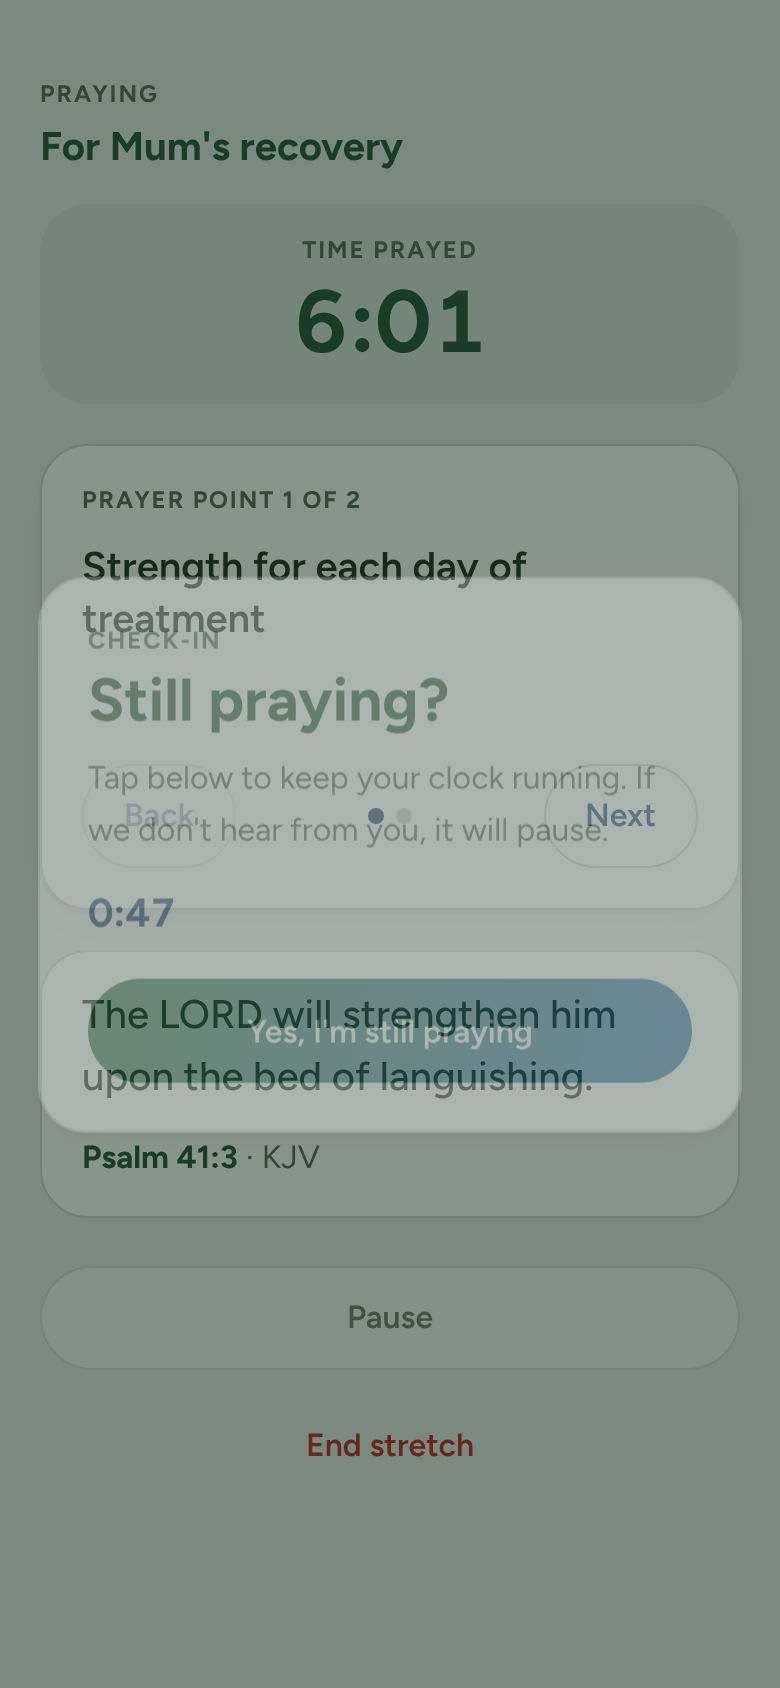 PRAYING
For Mum's recovery
TIME PRAYED
6:01
PRAYER POINT 1 OF 2
Strength for each day of
treatment
CHECK-IN
Still praying?
Tap below to keep your clock running. If
we don't hear from you, it will pause.
Back
Next
0:47
Yes, I'm still praying
The LORD will strengthen him
upon the bed of languishing.
Psalm 41:3 · KJV
Pause
End stretch